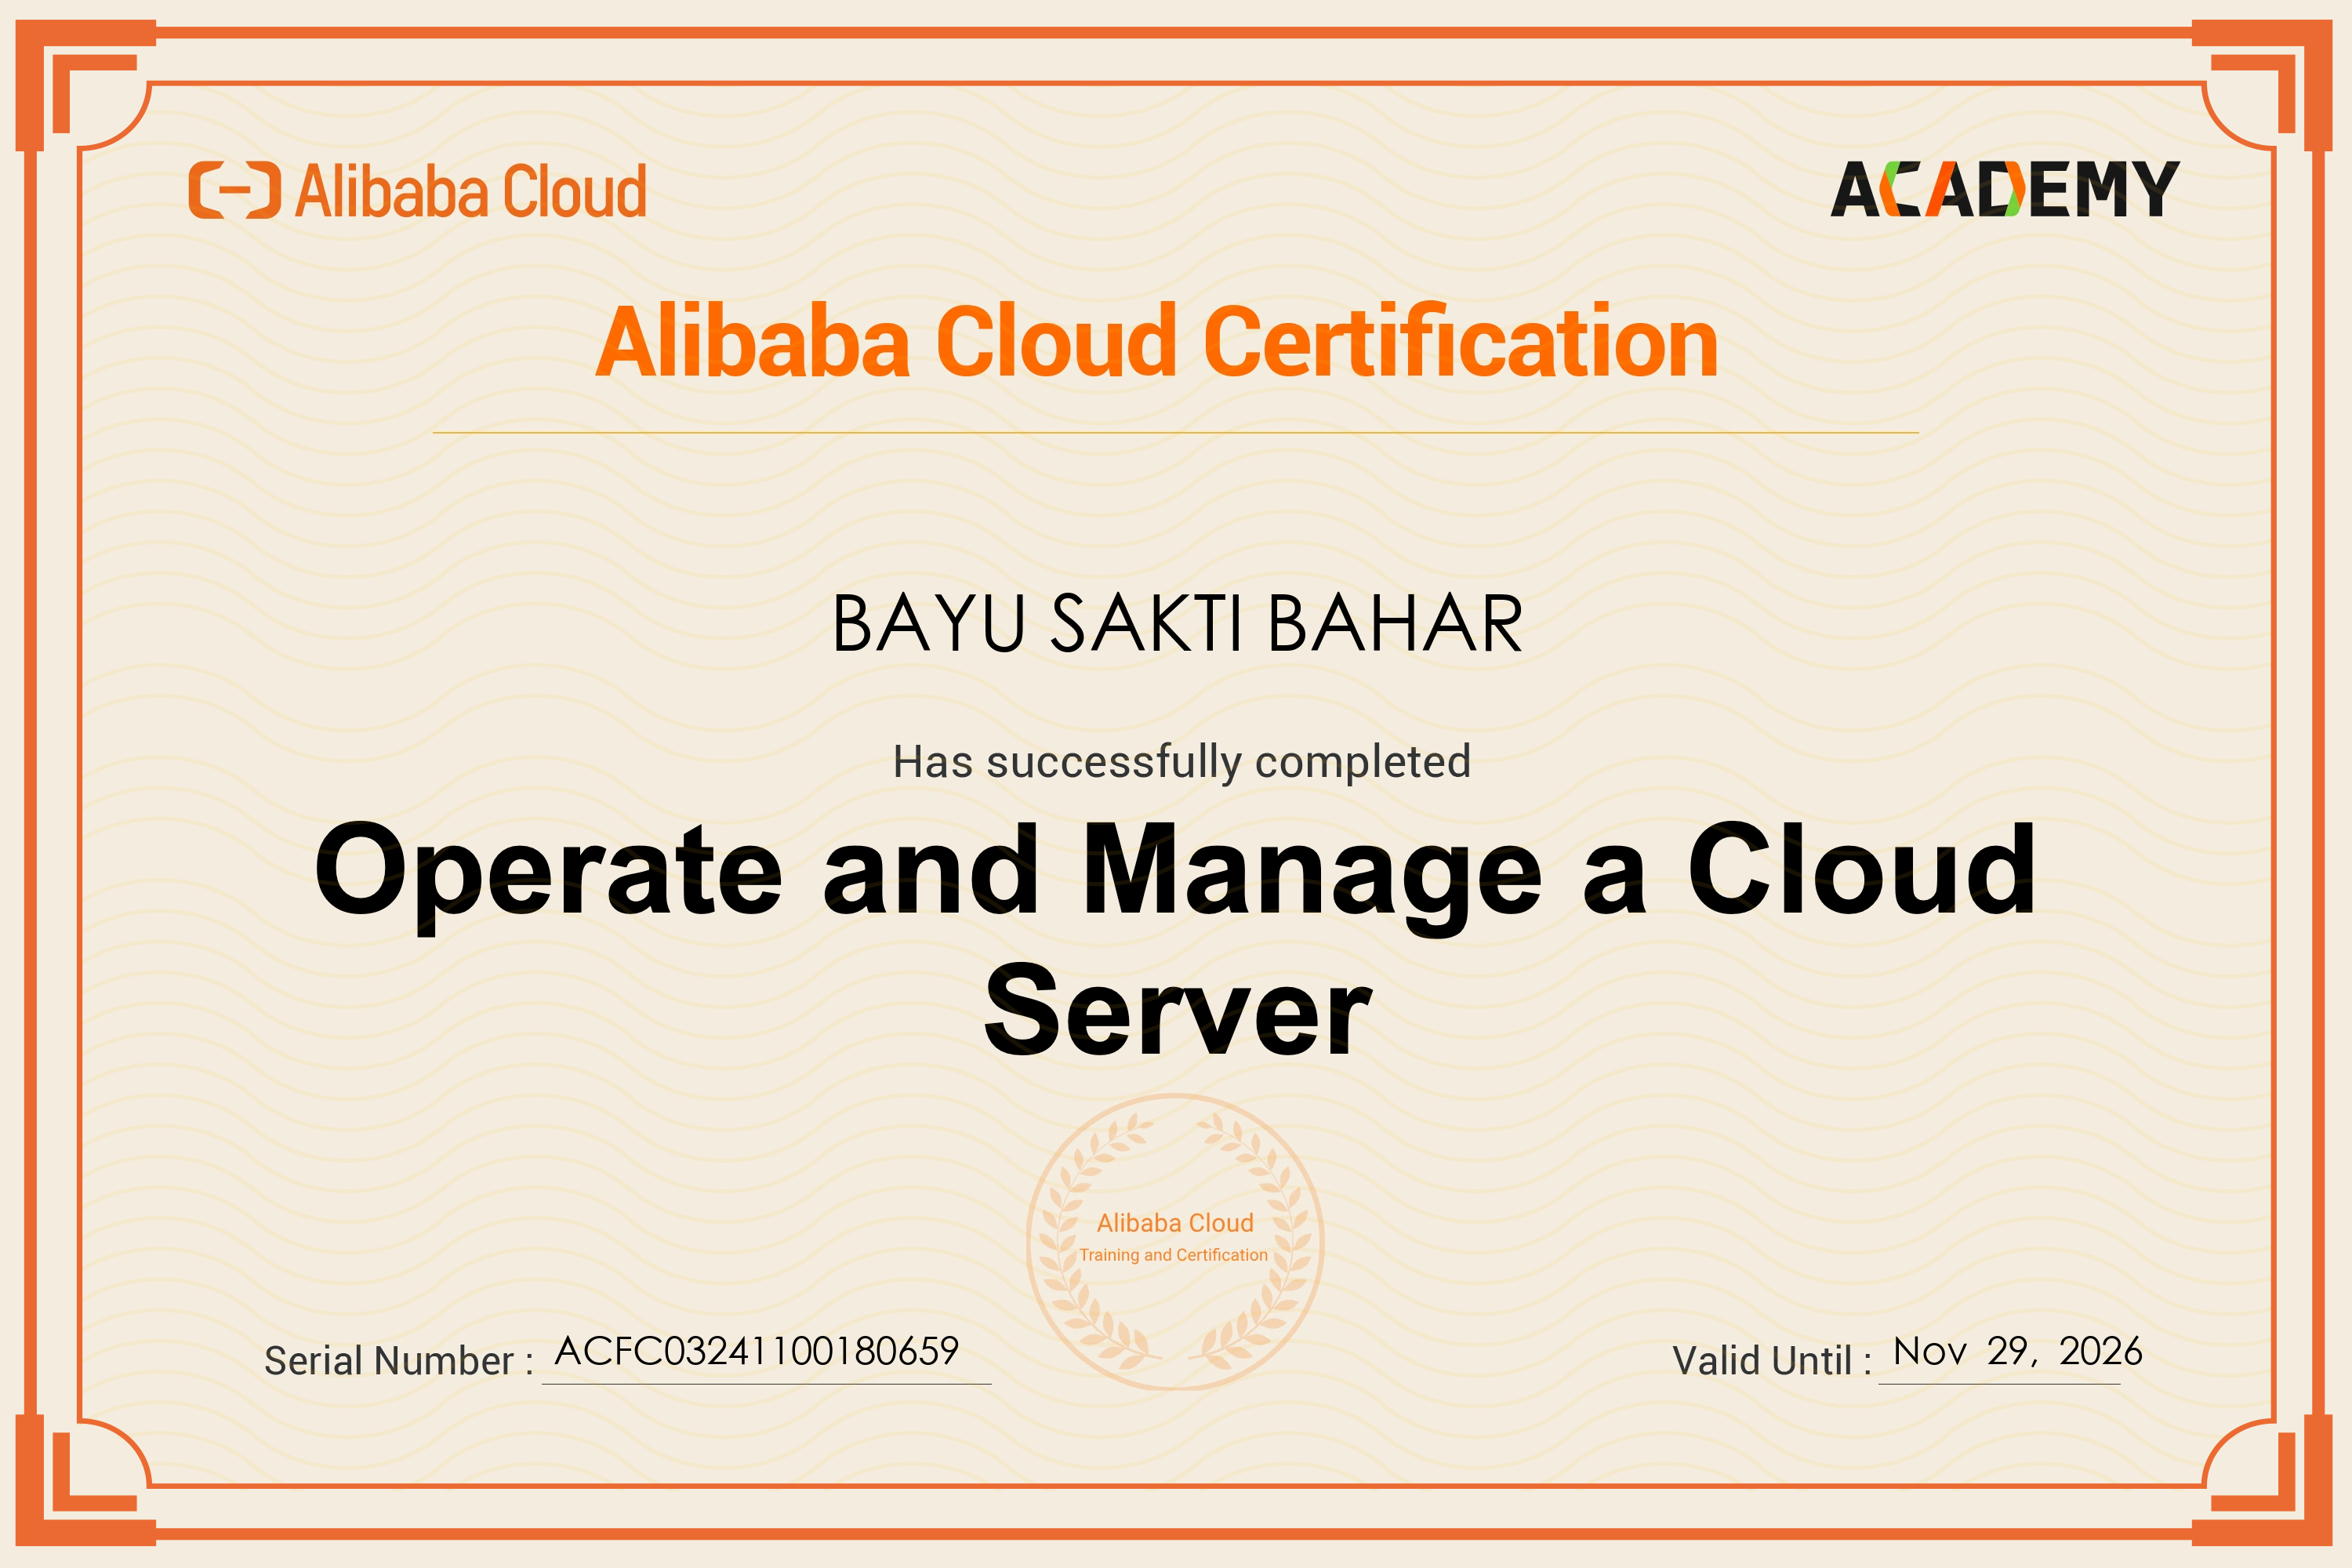 Alibaba Cloud
ACADEMY
Alibaba Cloud Certification
BAYU SAKTI BAHAR
Has successfully completed
Operate and Manage a Cloud
Server
Alibaba Cloud
Training and Certification
Serial Number : ACFC03241100180659
Valid Until : Nov 29, 2026